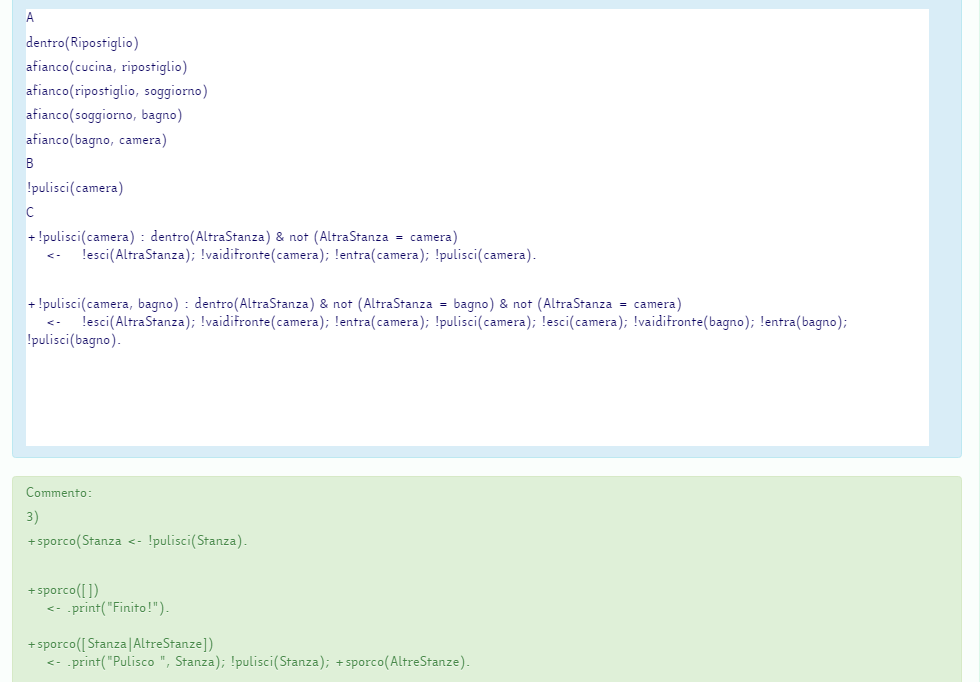 A
dentro(Ripostiglio)
afianco(cucina, ripostiglio)
afianco(ripostiglio, soggiorno)
afianco(soggiorno, bagno)
afianco(bagno, camera)
B
!pulisci(camera)
C
+!pulisci(camera) : dentro(AltraStanza) & not (AltraStanza = camera)
<- !esci(AltraStanza); !vaidifronte(camera); !entra(camera); !pulisci(camera).
+!pulisci(camera, bagno) : dentro(AltraStanza) & not (AltraStanza = bagno) & not (AltraStanza = camera)
<- !esci(AltraStanza); !vaidifronte(camera); !entra(camera); !pulisci(camera); !esci(camera); !vaidifronte(bagno); !entra(bagno);
!pulisci(bagno).
Commento:
3)
+sporco(Stanza <- !pulisci(Stanza).
+sporco([])
<- .print("Finito!").
+sporco([Stanza|AltreStanze])
<- .print("Pulisco ", Stanza); !pulisci(Stanza); +sporco(AltreStanze).